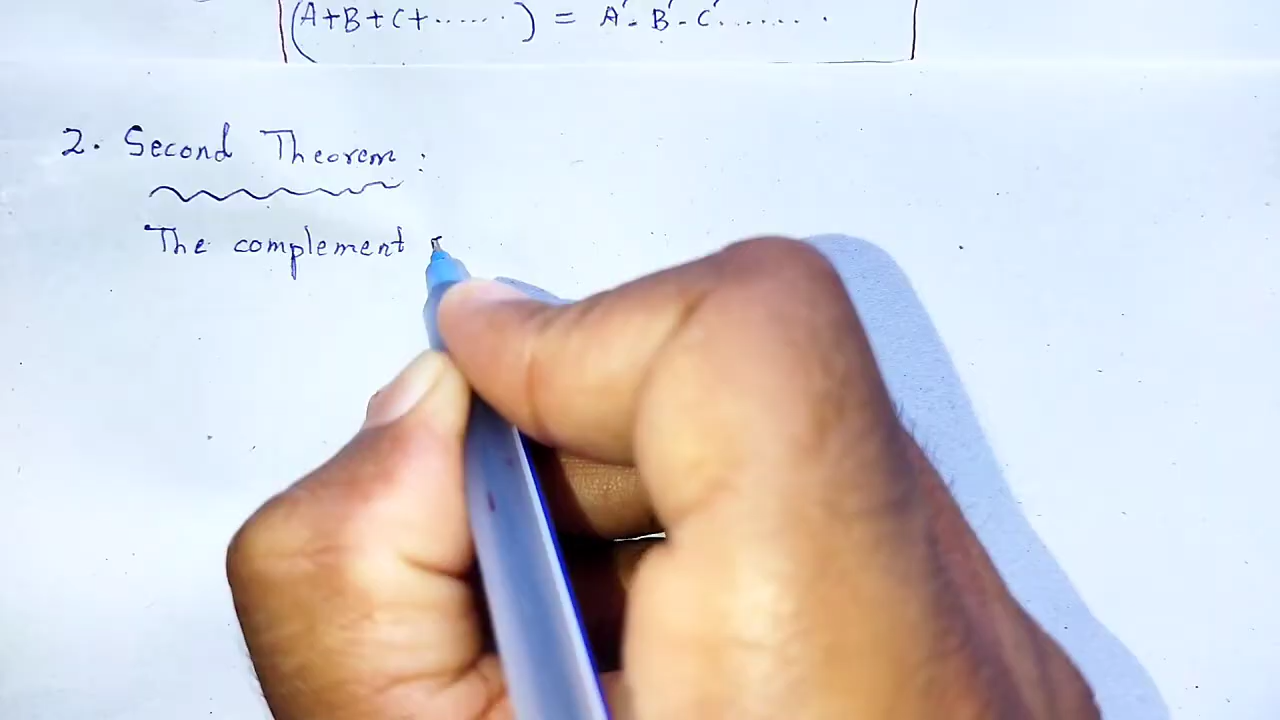 (A+B+C+......) = A'. B'. C'.......
2. Second Theorem :
The complement